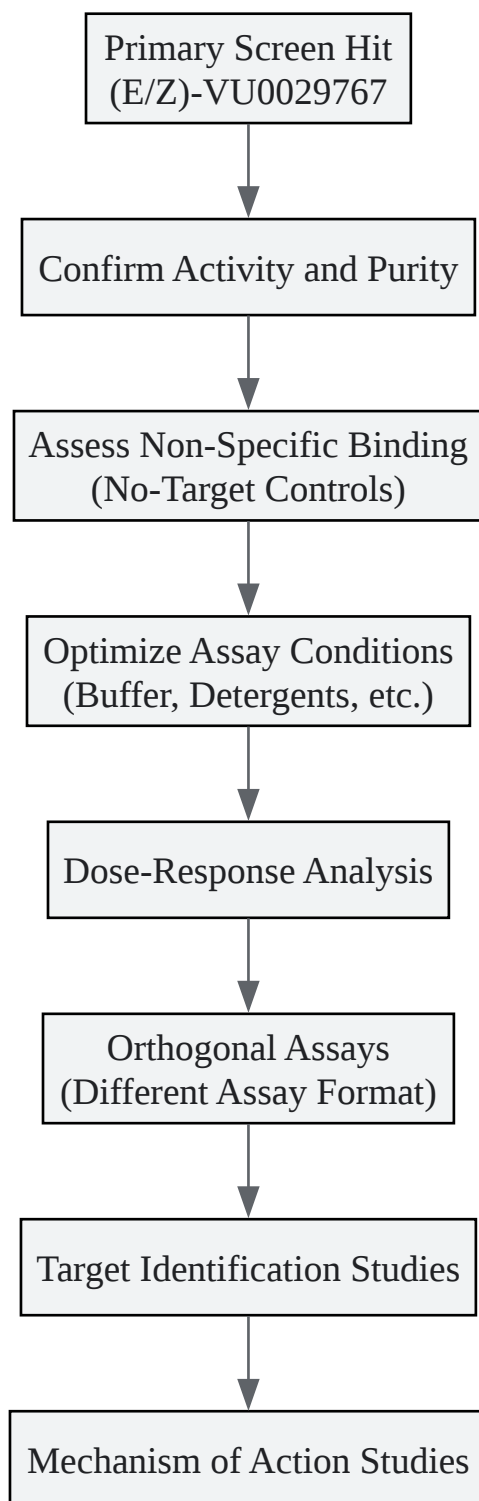 Primary Screen Hit
(E/Z)-VU0029767
Confirm Activity and Purity
Assess Non-Specific Binding
(No-Target Controls)
Optimize Assay Conditions
(Buffer, Detergents, etc.)
Dose-Response Analysis
Orthogonal Assays
(Different Assay Format)
Target Identification Studies
Mechanism of Action Studies